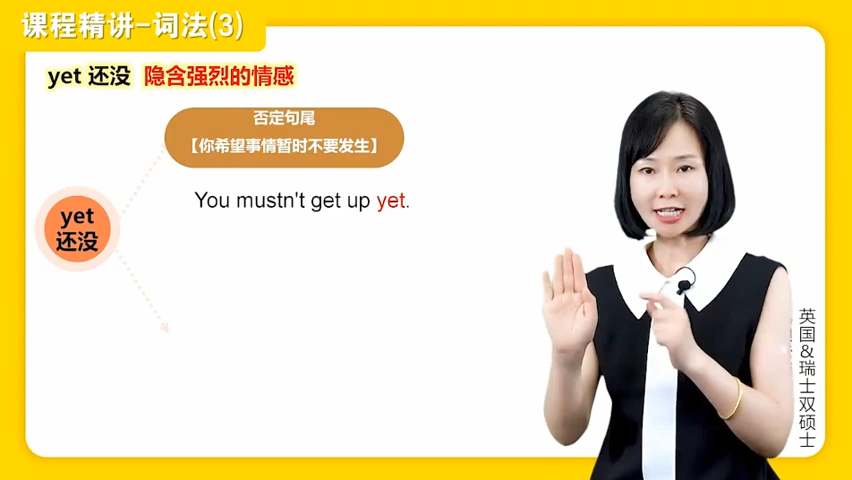 课程精讲-词法(3)
yet 还没 隐含强烈的情感
否定句尾
【你希望事情暂时不要发生】
You mustn't get up yet.
yet
还没
英国&瑞士双硕士